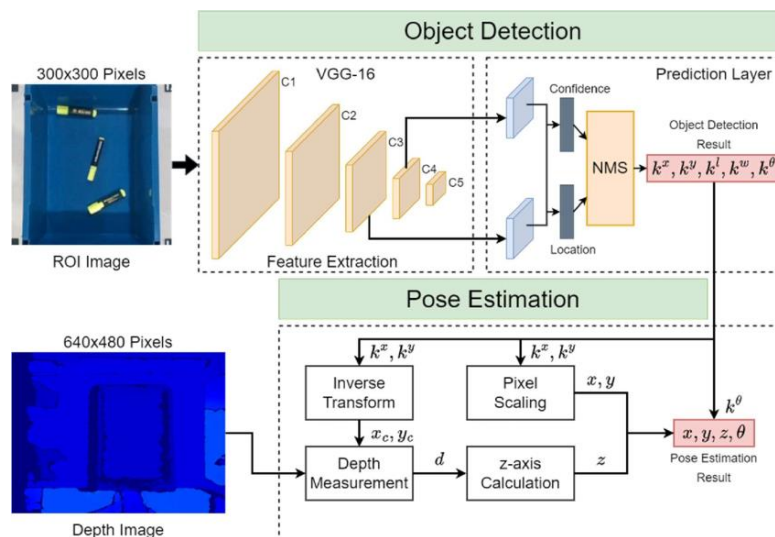 Object Detection
300x300 Pixels
VGG-16
Prediction Layer
C1
C2
C3
C4
C5
Confidence
NMS
Location
Object Detection
Result
k^x, k^y, k^l, k^w, k^θ
ROI Image
Feature Extraction
Pose Estimation
640x480 Pixels
k^x, k^y
k^x, k^y
Inverse
Transform
Pixel
Scaling
x, y
k^θ
x_c, y_c
x, y, z, θ
Depth
Measurement
d
z-axis
Calculation
z
Pose Estimation
Result
Depth Image